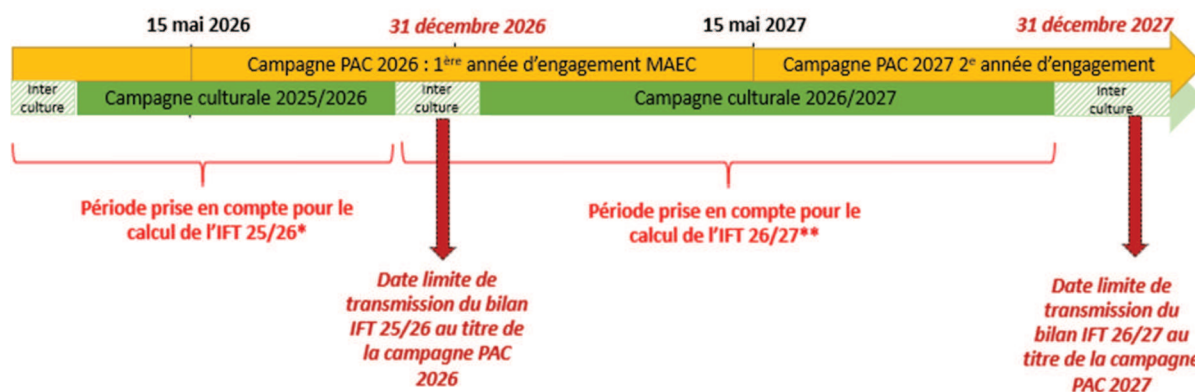 15 mai 2026
31 décembre 2026
15 mai 2027
31 décembre 2027
Campagne PAC 2026 : 1ère année d'engagement MAEC
Campagne PAC 2027 2e année d'engagement
Inter
culture
Campagne culturale 2025/2026
Inter
culture
Campagne culturale 2026/2027
Inter
culture
Période prise en compte pour le
calcul de l'IFT 25/26*
Période prise en compte pour le
calcul de l'IFT 26/27**
Date limite de
transmission du bilan
IFT 25/26 au titre de
la campagne PAC
2026
Date limite de
transmission du
bilan IFT 26/27 au
titre de la campagne
PAC 2027